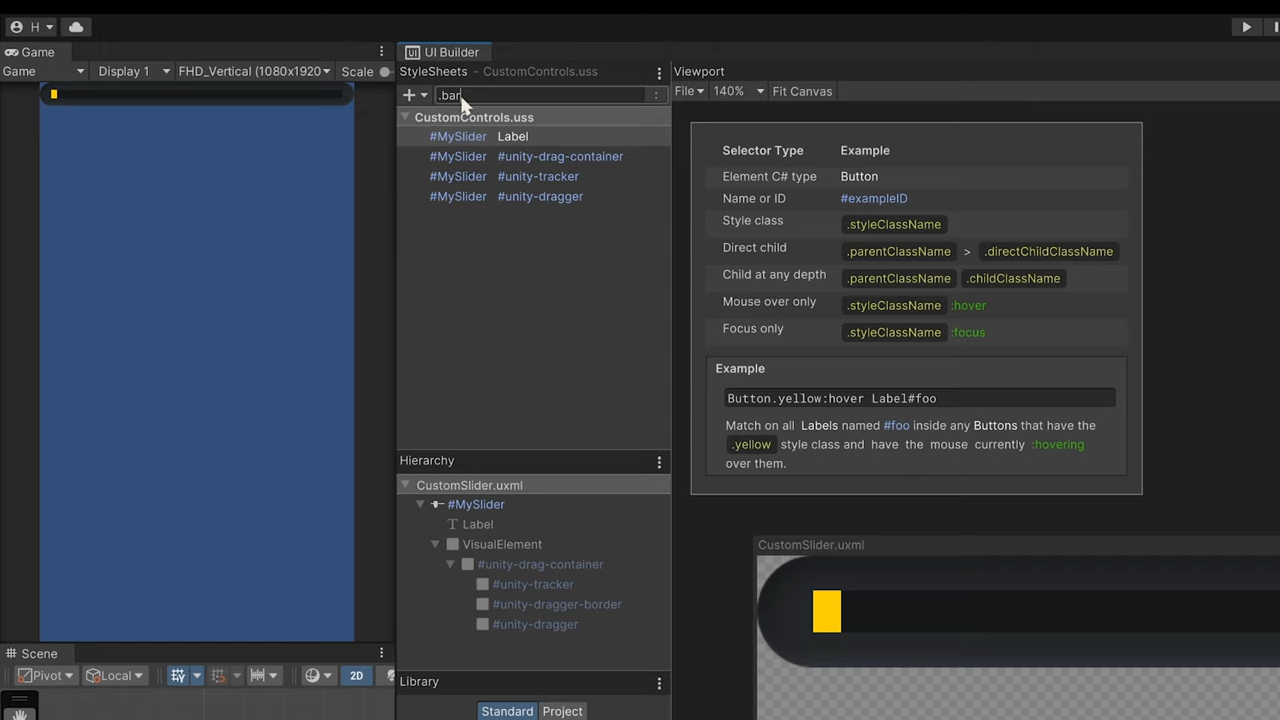 H
Game
Game
Display 1
FHD_Vertical (1080x1920)
Scale
UI Builder
StyleSheets - CustomControls.uss
.bar
CustomControls.uss
#MySlider Label
#MySlider #unity-drag-container
#MySlider #unity-tracker
#MySlider #unity-dragger
Viewport
File
140%
Fit Canvas
Selector Type Example
Element C# type Button
Name or ID #exampleID
Style class .styleClassName
Direct child .parentClassName > .directChildClassName
Child at any depth .parentClassName .childClassName
Mouse over only .styleClassName :hover
Focus only .styleClassName :focus
Example
Button.yellow:hover Label#foo
Match on all Labels named #foo inside any Buttons that have the
.yellow style class and have the mouse currently :hovering
over them.
Hierarchy
CustomSlider.uxml
#MySlider
Label
VisualElement
#unity-drag-container
#unity-tracker
#unity-dragger-border
#unity-dragger
CustomSlider.uxml
Scene
Pivot
Local
2D
Library
Standard
Project